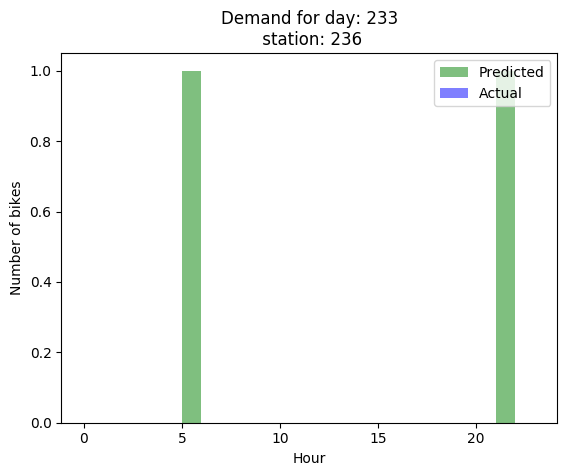 Demand for day: 233
station: 236
Predicted
Actual
1.0
0.8
0.6
0.4
0.2
0.0
Number of bikes
0
5
10
15
20
Hour